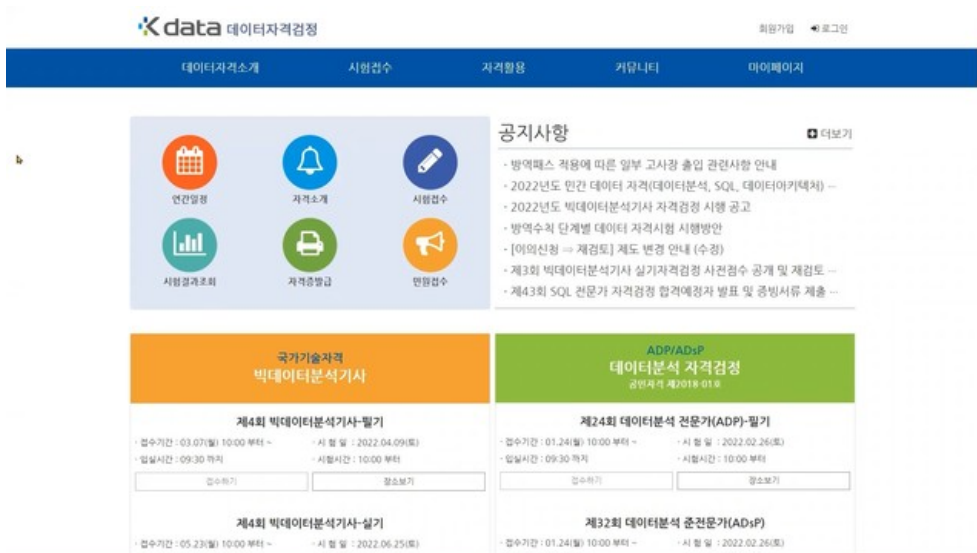 Kdata 데이터자격검정
회원가입 로그인
데이터자격소개 시험접수 자격활용 커뮤니티 마이페이지
연간일정 자격소개 시험접수
시험결과조회 자격증발급 민원접수
공지사항 더보기
· 방역패스 적용에 따른 일부 고사장 출입 관련사항 안내
· 2022년도 민간 데이터 자격(데이터분석, SQL, 데이터아키텍처) ···
· 2022년도 빅데이터분석기사 자격검정 시행 공고
· 방역수칙 단계별 데이터 자격시험 시행방안
· [이의신청 ⇒ 재검토] 제도 변경 안내 (수정)
· 제3회 빅데이터분석기사 실기자격검정 사전점수 공개 및 재검토 ···
· 제43회 SQL 전문가 자격검정 합격예정자 발표 및 증빙서류 제출 ···
국가기술자격
빅데이터분석기사
제4회 빅데이터분석기사-필기
· 접수기간 : 03.07(월) 10:00 부터 ~ · 시 험 일 : 2022.04.09(토)
· 입실시간 : 09:30 까지 · 시험시간 : 10:00 부터
접수하기 장소보기
제4회 빅데이터분석기사-실기
· 접수기간 : 05.23(월) 10:00 부터 ~ · 시 험 일 : 2022.06.25(토)
ADP/ADsP
데이터분석 자격검정
공인자격 제2018-01호
제24회 데이터분석 전문가(ADP)-필기
· 접수기간 : 01.24(월) 10:00 부터 ~ · 시 험 일 : 2022.02.26(토)
· 입실시간 : 09:30 까지 · 시험시간 : 10:00 부터
접수하기 장소보기
제32회 데이터분석 준전문가(ADsP)
· 접수기간 : 01.24(월) 10:00 부터 ~ · 시 험 일 : 2022.02.26(토)